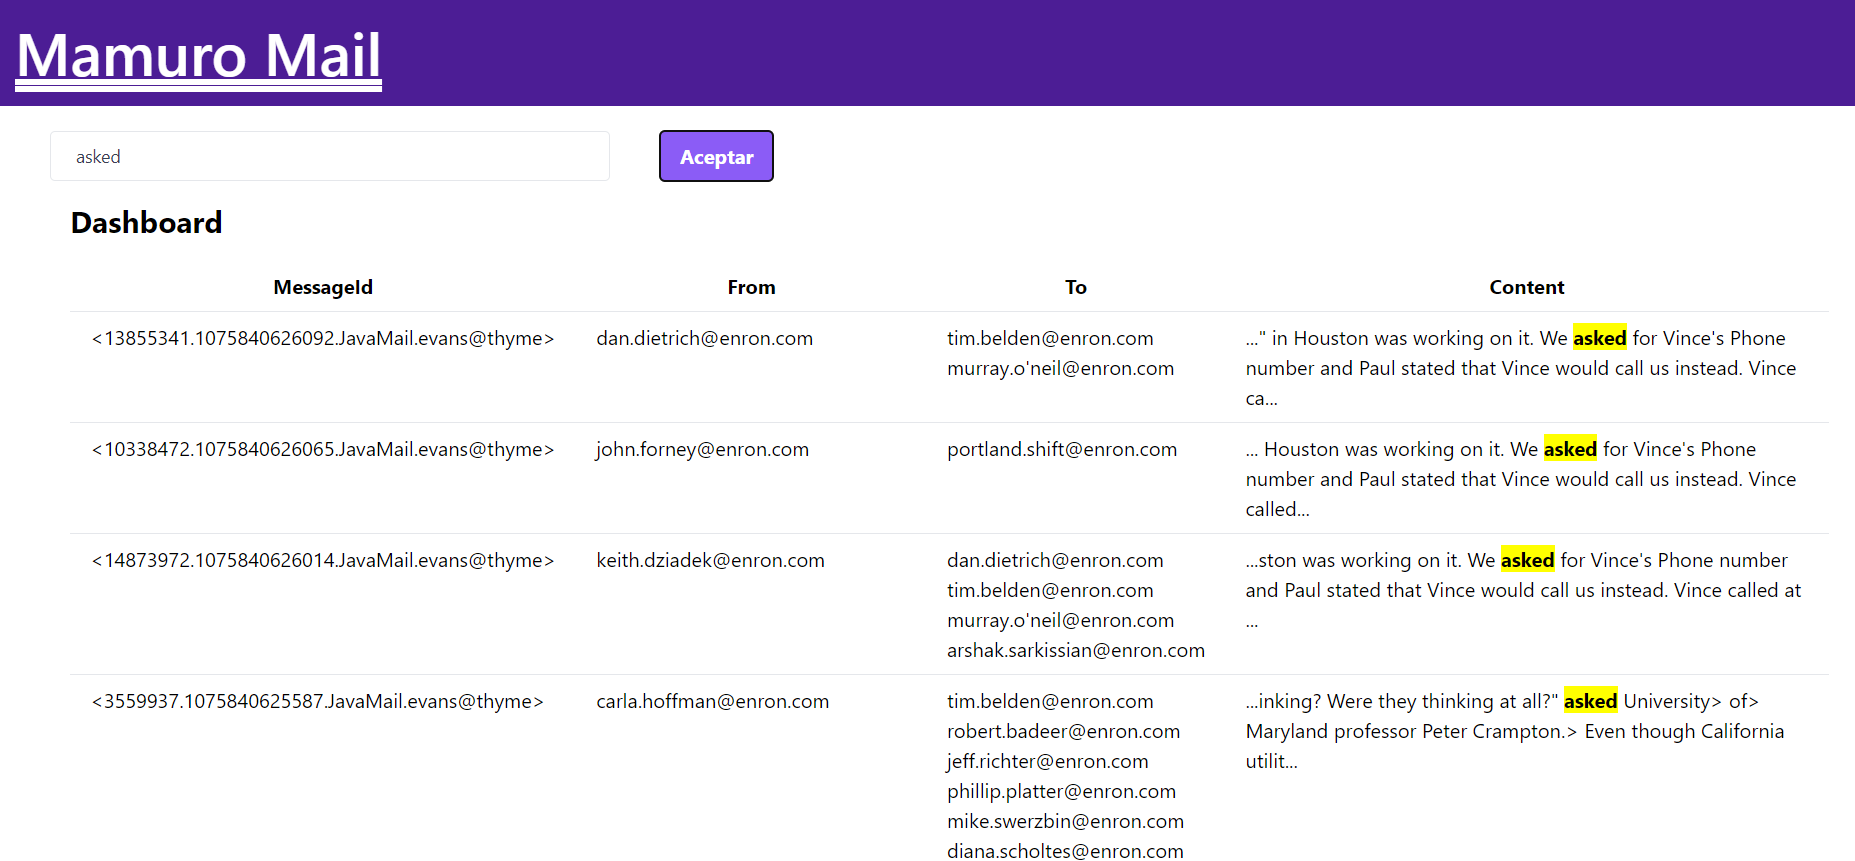 Mamuro Mail
asked
Aceptar
Dashboard
MessageId From To Content
<13855341.1075840626092.JavaMail.evans@thyme> dan.dietrich@enron.com tim.belden@enron.com ..." in Houston was working on it. We asked for Vince's Phone
murray.o'neil@enron.com number and Paul stated that Vince would call us instead. Vince
ca...
<10338472.1075840626065.JavaMail.evans@thyme> john.forney@enron.com portland.shift@enron.com ... Houston was working on it. We asked for Vince's Phone
number and Paul stated that Vince would call us instead. Vince
called...
<14873972.1075840626014.JavaMail.evans@thyme> keith.dziadek@enron.com dan.dietrich@enron.com ...ston was working on it. We asked for Vince's Phone number
tim.belden@enron.com and Paul stated that Vince would call us instead. Vince called at
murray.o'neil@enron.com ...
arshak.sarkissian@enron.com
<3559937.1075840625587.JavaMail.evans@thyme> carla.hoffman@enron.com tim.belden@enron.com ...inking? Were they thinking at all?" asked University> of>
robert.badeer@enron.com Maryland professor Peter Crampton.> Even though California
jeff.richter@enron.com utilit...
phillip.platter@enron.com
mike.swerzbin@enron.com
diana.scholtes@enron.com